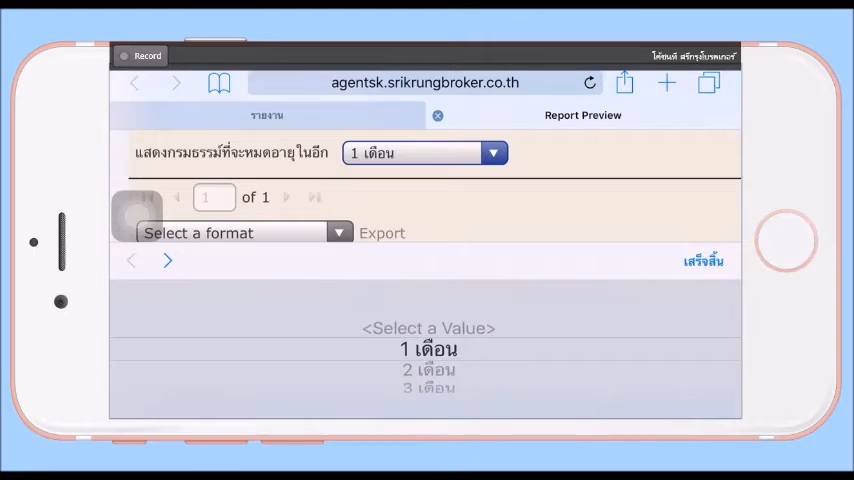 Record
โค้ชนที ศรีกรุงโบรคเกอร์
agentsk.srikrungbroker.co.th
รายงาน
Report Preview
แสดงกรมธรรม์ที่จะหมดอายุในอีก 1 เดือน
1 of 1
Select a format Export
เสร็จสิ้น
<Select a Value>
1 เดือน
2 เดือน
3 เดือน